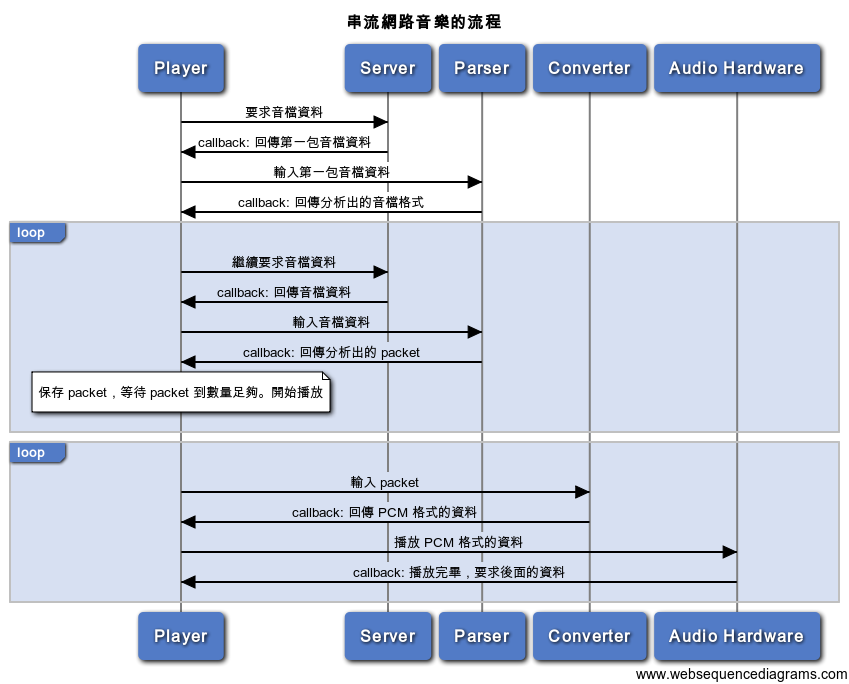 串流網路音樂的流程
Player Server Parser Converter Audio Hardware
要求音檔資料
callback: 回傳第一包音檔資料
輸入第一包音檔資料
callback: 回傳分析出的音檔格式
loop
繼續要求音檔資料
callback: 回傳音檔資料
輸入音檔資料
callback: 回傳分析出的 packet
保存 packet，等待 packet 到數量足夠。開始播放
loop
輸入 packet
callback: 回傳 PCM 格式的資料
播放 PCM 格式的資料
callback: 播放完畢，要求後面的資料
Player Server Parser Converter Audio Hardware
www.websequencediagrams.com